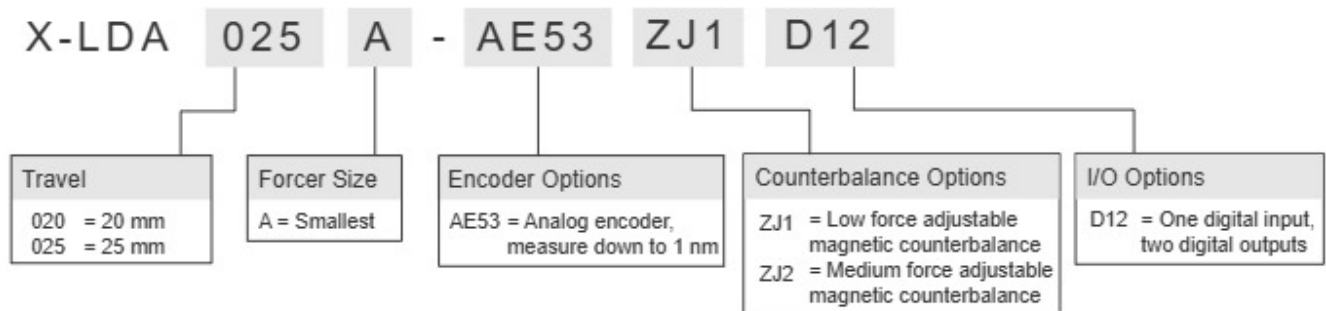 X-LDA 025 A - AE53 ZJ1 D12
Travel
020 = 20 mm
025 = 25 mm
Forcer Size
A = Smallest
Encoder Options
AE53 = Analog encoder,
measure down to 1 nm
Counterbalance Options
ZJ1 = Low force adjustable
magnetic counterbalance
ZJ2 = Medium force adjustable
magnetic counterbalance
I/O Options
D12 = One digital input,
two digital outputs